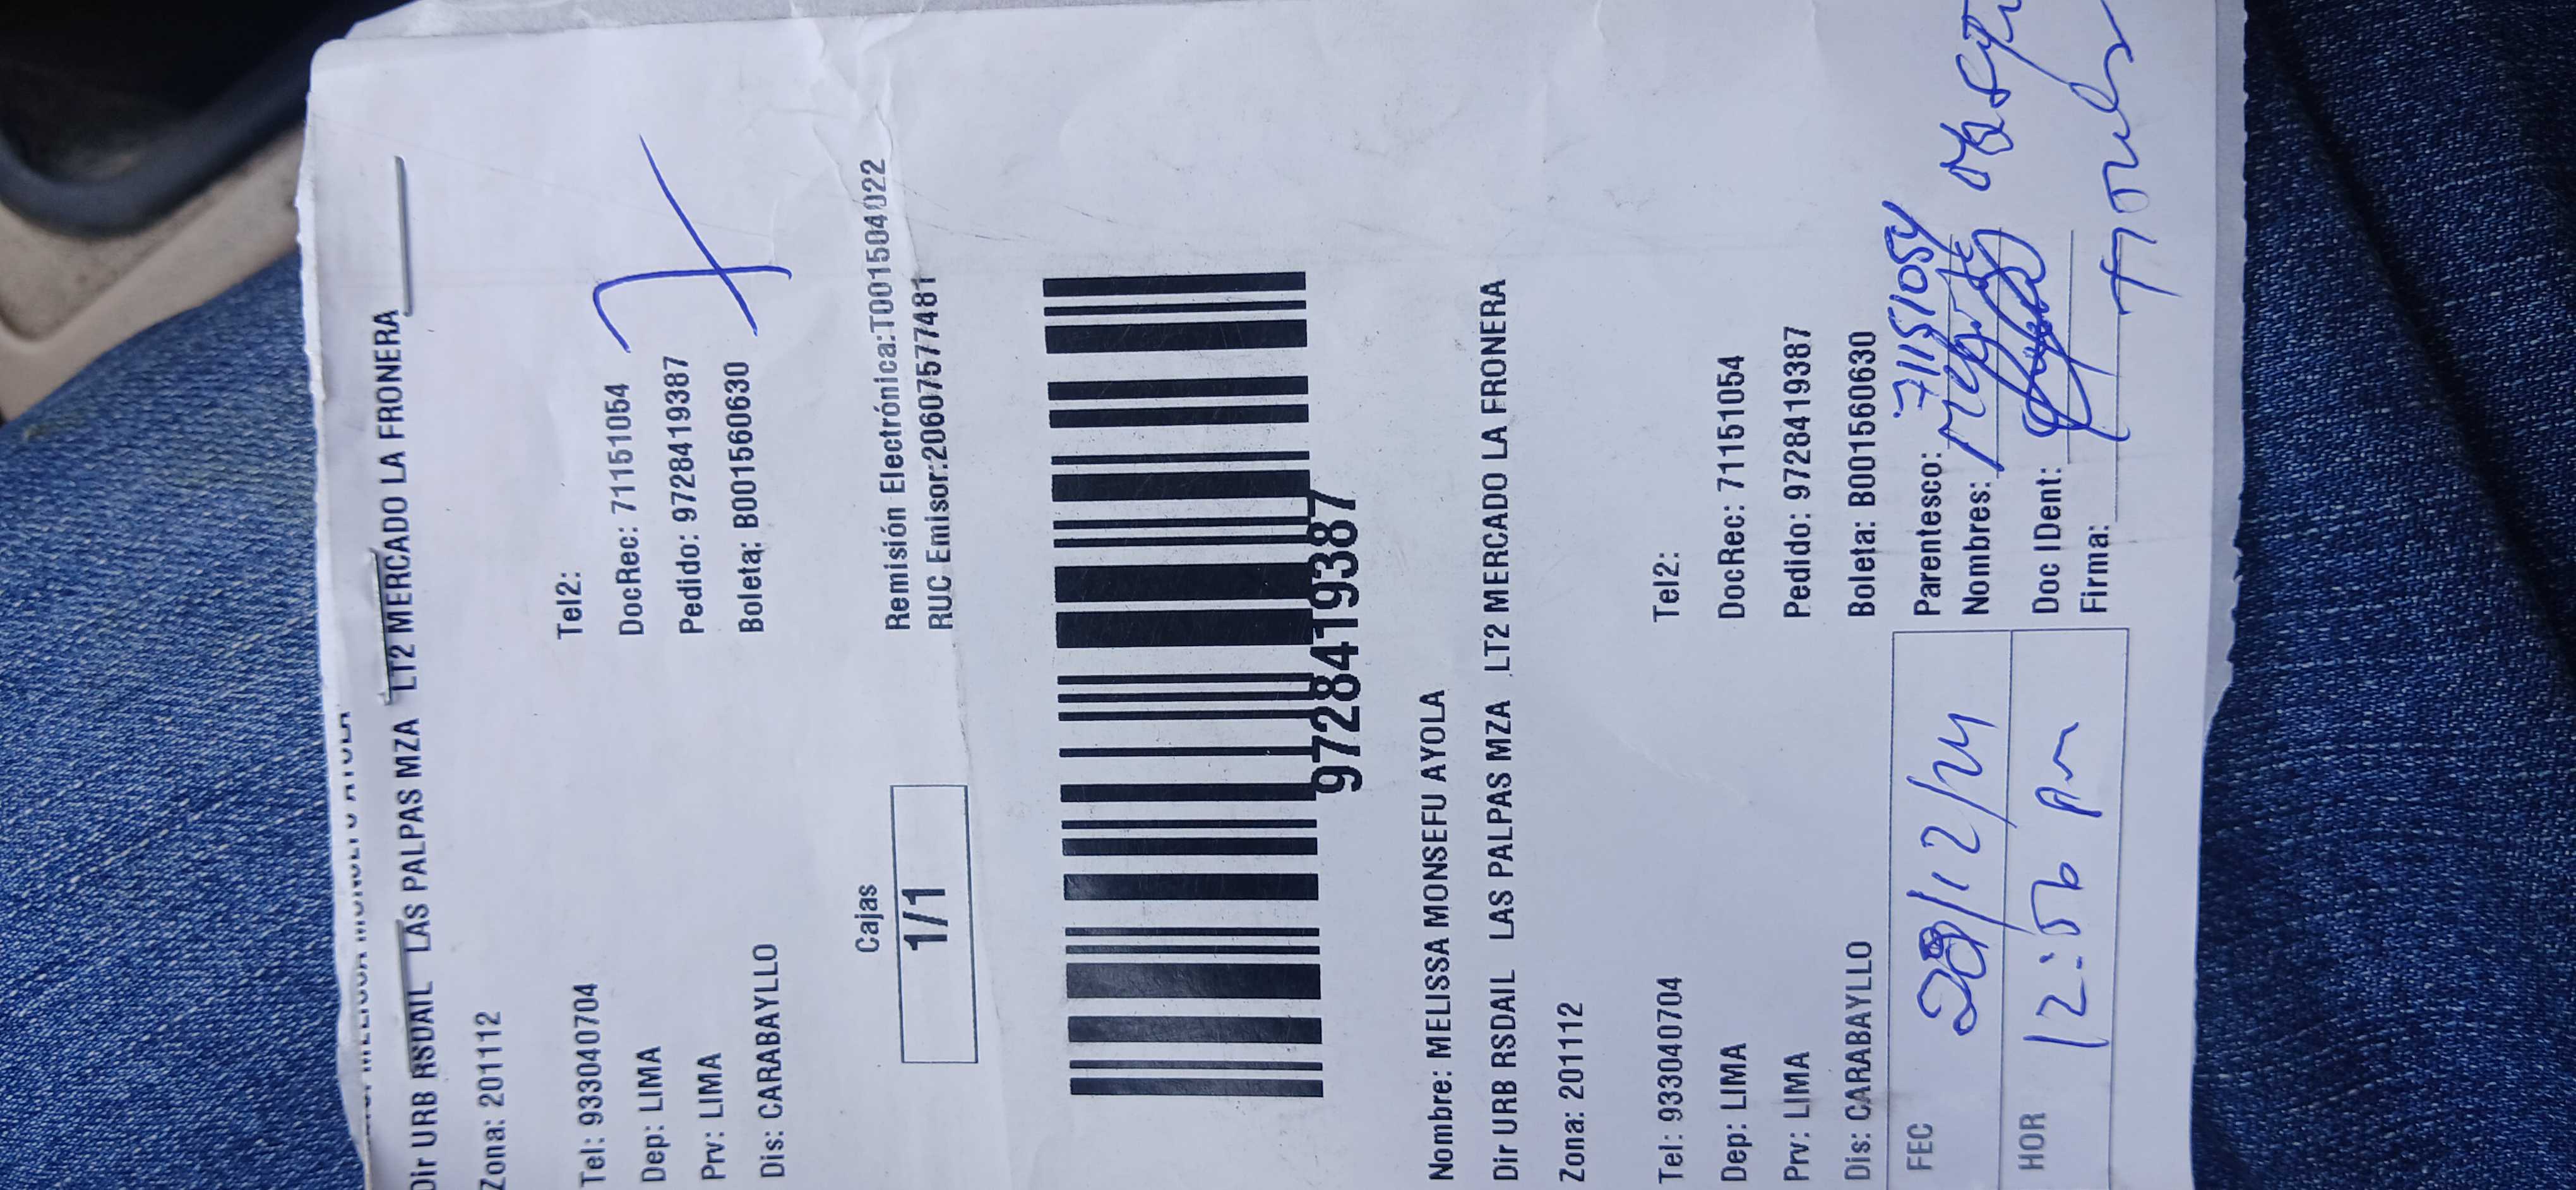 Dir URB RSDAIL LAS PALPAS MZA LT2 MERCADO LA FRONERA
Zona: 201112
Tel: 933040704 Tel2:
Dep: LIMA DocRec: 71151054
Prv: LIMA Pedido: 9728419387
Dis: CARABAYLLO Boleta: B001560630
Cajas Remisión Electrónica:T001504022
1/1 RUC Emisor:20607577481
9728419387
Nombre: MELISSA MONSEFU AYOLA
Dir URB RSDAIL LAS PALPAS MZA LT2 MERCADO LA FRONERA
Zona: 201112
Tel: 933040704 Tel2:
Dep: LIMA DocRec: 71151054
Prv: LIMA Pedido: 9728419387
Dis: CARABAYLLO Boleta: B001560630
FEC 28/12/24 Parentesco: 71151054
Nombres:
HOR 12:56 pm Doc IDent:
Firma: